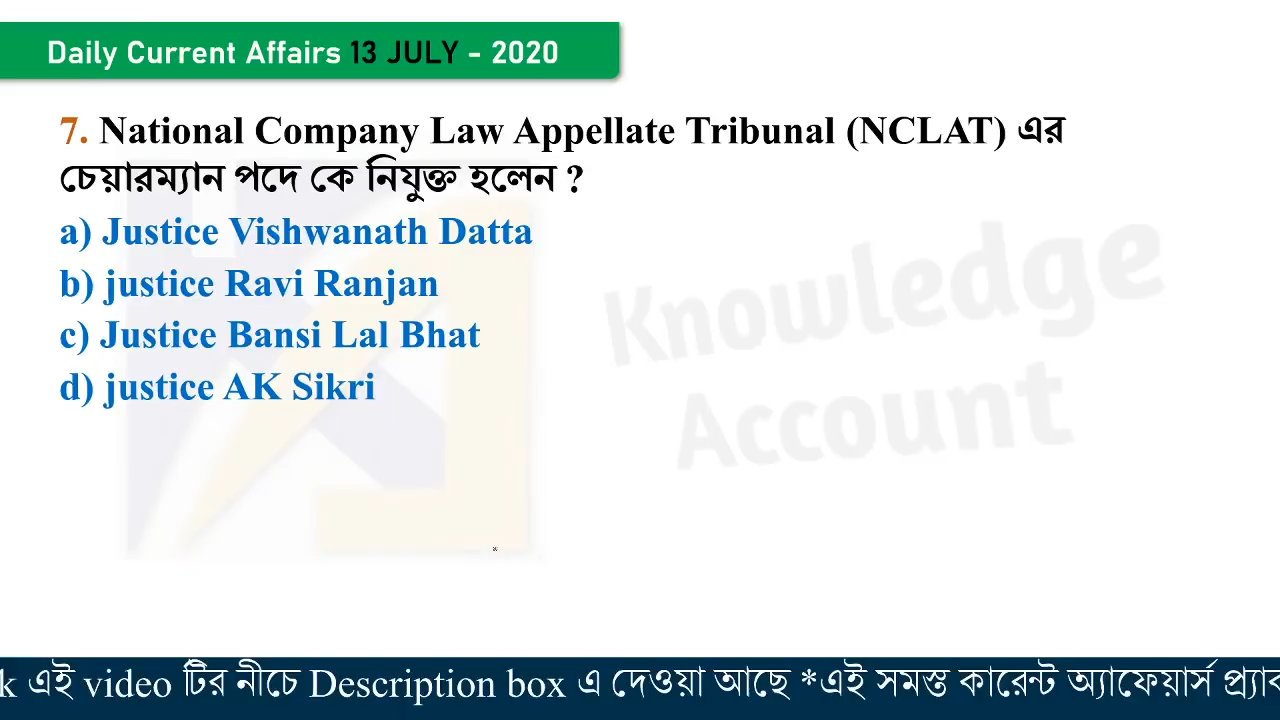 Daily Current Affairs 13 JULY - 2020
7. National Company Law Appellate Tribunal (NCLAT) এর
চেয়ারম্যান পদে কে নিযুক্ত হলেন ?
a) Justice Vishwanath Datta
b) justice Ravi Ranjan
c) Justice Bansi Lal Bhat
d) justice AK Sikri
Knowledge
Account
k এই video টির নীচে Description box এ দেওয়া আছে *এই সমস্ত কারেন্ট অ্যাফেয়ার্স